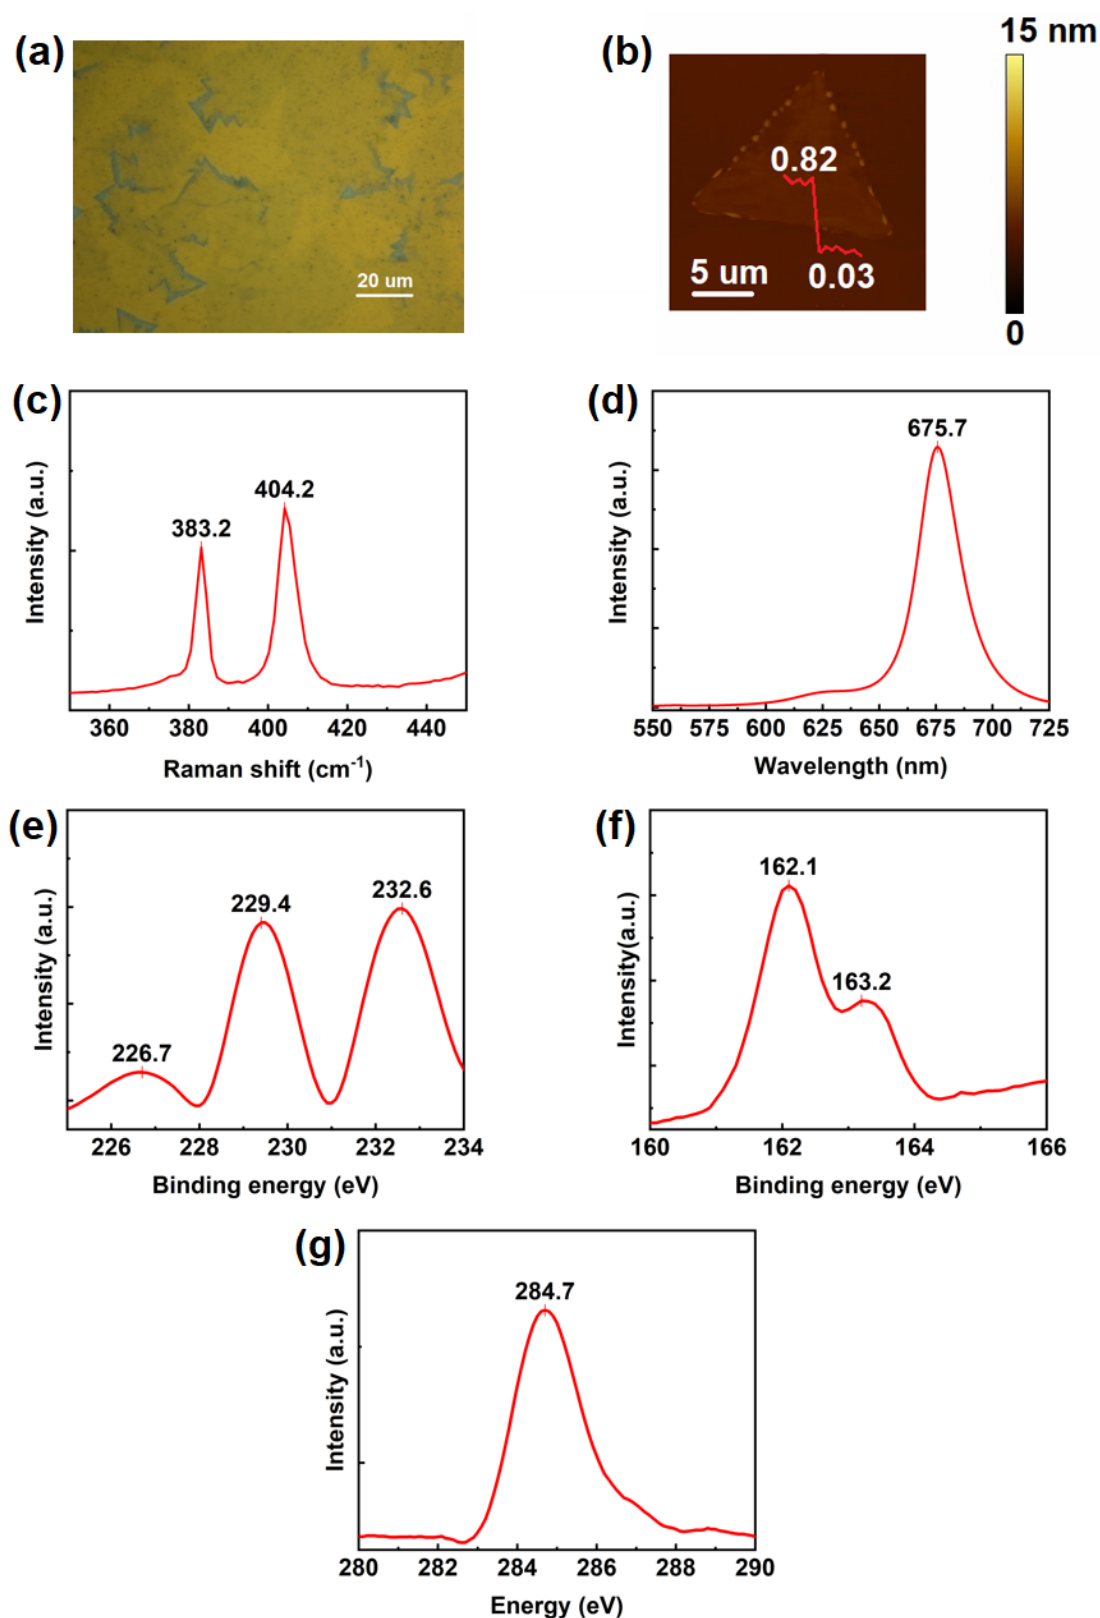 (a)
20 um
(b)
15 nm
0.82
0.03
5 um
0
(c)
Intensity (a.u.)
383.2
404.2
360 380 400 420 440
Raman shift (cm⁻¹)
(d)
Intensity (a.u.)
675.7
550 575 600 625 650 675 700 725
Wavelength (nm)
(e)
Intensity (a.u.)
226.7
229.4
232.6
226 228 230 232 234
Binding energy (eV)
(f)
Intensity(a.u.)
162.1
163.2
160 162 164 166
Binding energy (eV)
(g)
Intensity (a.u.)
284.7
280 282 284 286 288 290
Energy (eV)